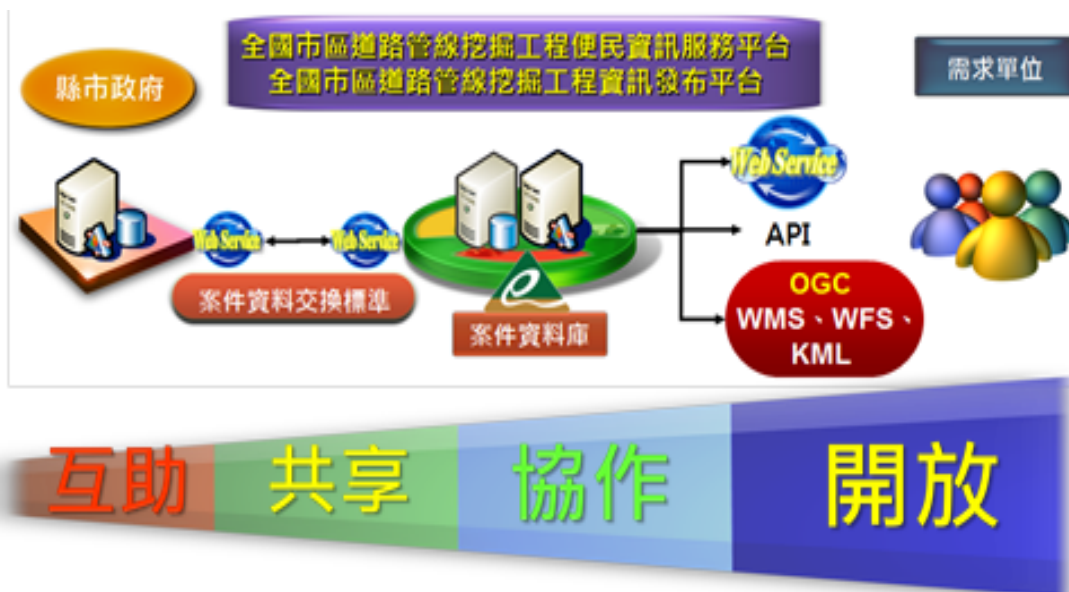 全國市區道路管線挖掘工程便民資訊服務平台
全國市區道路管線挖掘工程資訊發布平台
縣市政府
需求單位
Web Service
Web Service
Web Service
API
案件資料交換標準
案件資料庫
OGC
WMS、WFS、
KML
互助
共享
協作
開放